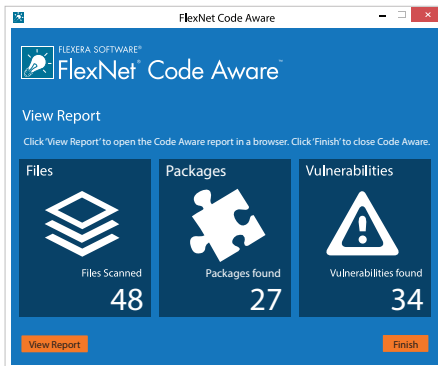 FlexNet Code Aware
FLEXERA SOFTWARE®
FlexNet® Code Aware™
View Report
Click 'View Report' to open the Code Aware report in a browser. Click 'Finish' to close Code Aware.
Files
Packages
Vulnerabilities
Files Scanned
Packages found
Vulnerabilities found
48
27
34
View Report
Finish